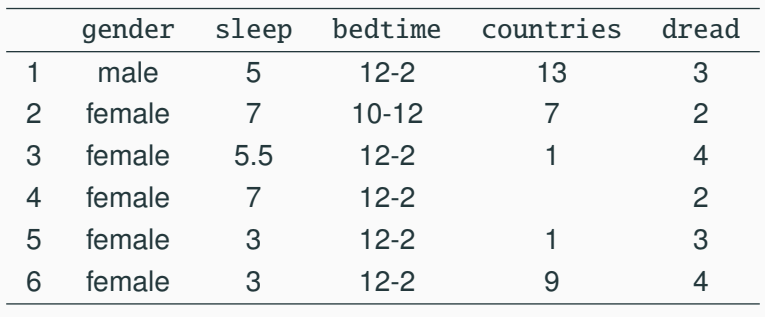 gender sleep bedtime countries dread
1 male 5 12-2 13 3
2 female 7 10-12 7 2
3 female 5.5 12-2 1 4
4 female 7 12-2 2
5 female 3 12-2 1 3
6 female 3 12-2 9 4